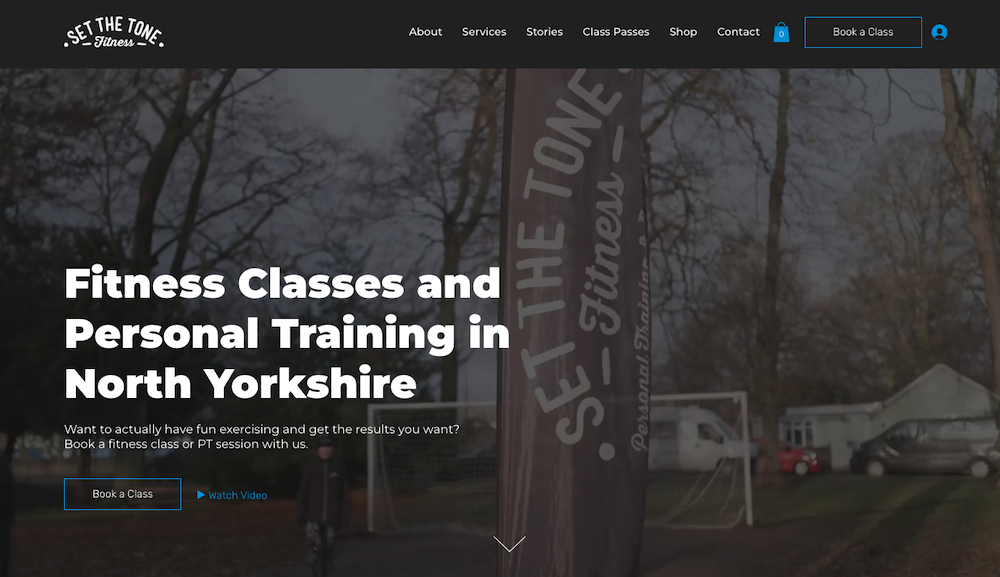 SET THE TONE
Fitness
About Services Stories Class Passes Shop Contact 0 Book a Class
SET THE TONE
Fitness
Personal Training &
Fitness Classes and
Personal Training in
North Yorkshire
Want to actually have fun exercising and get the results you want?
Book a fitness class or PT session with us.
Book a Class Watch Video